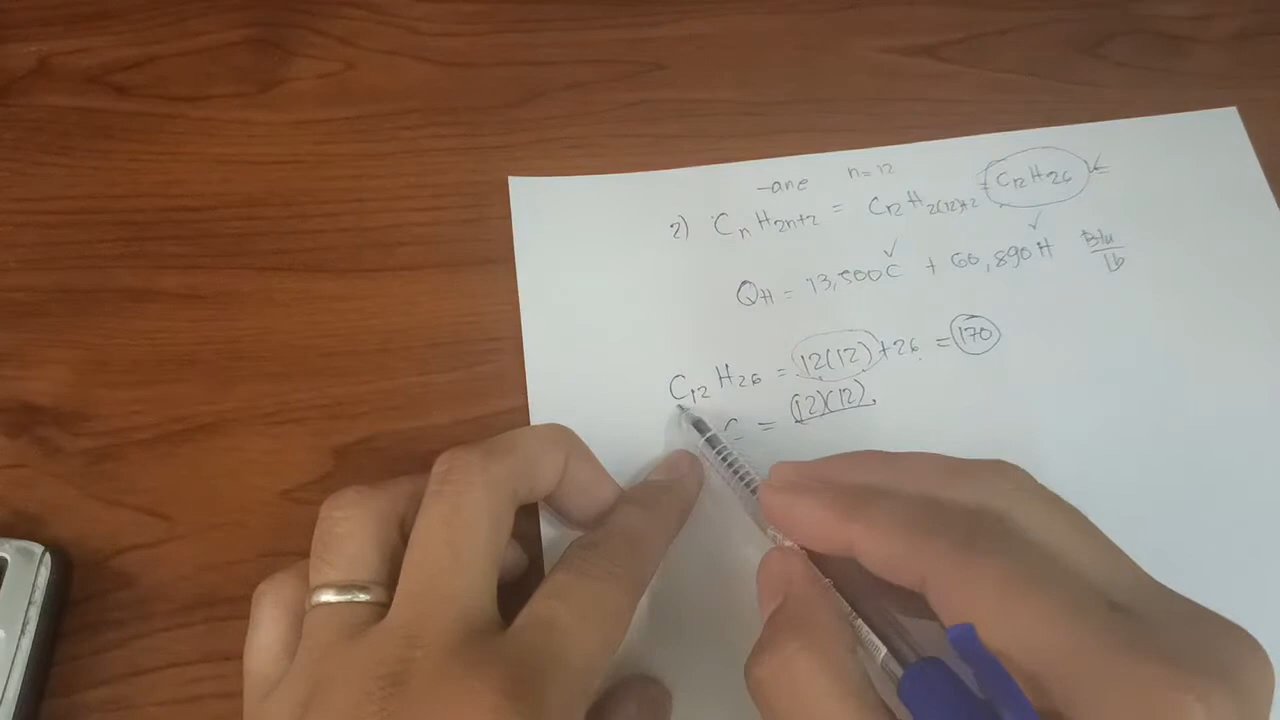 -ane n=12
2) CnH2n+2 = C12H2(12)+2 = C12H26
QH = 13,500C + 60,890H Btu/Lb
C12H26 = 12(12)+26 = 170
C = (12)(12)